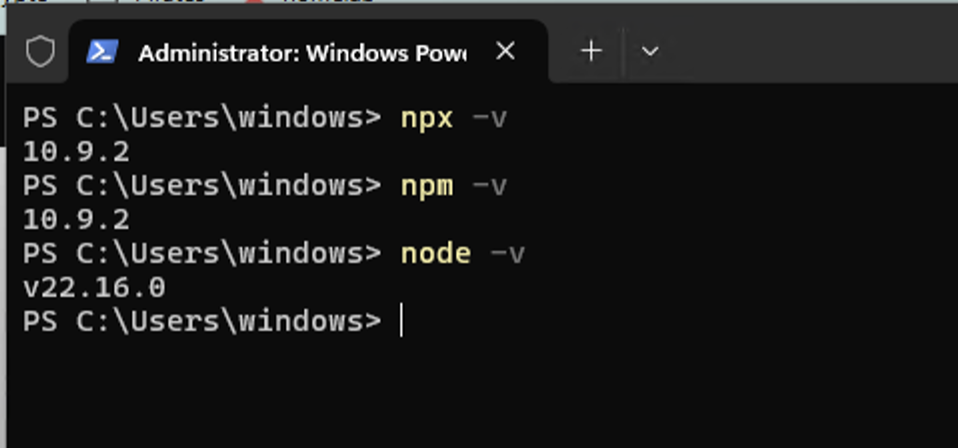 Administrator: Windows Pow
PS C:\Users\windows> npx -v
10.9.2
PS C:\Users\windows> npm -v
10.9.2
PS C:\Users\windows> node -v
v22.16.0
PS C:\Users\windows>